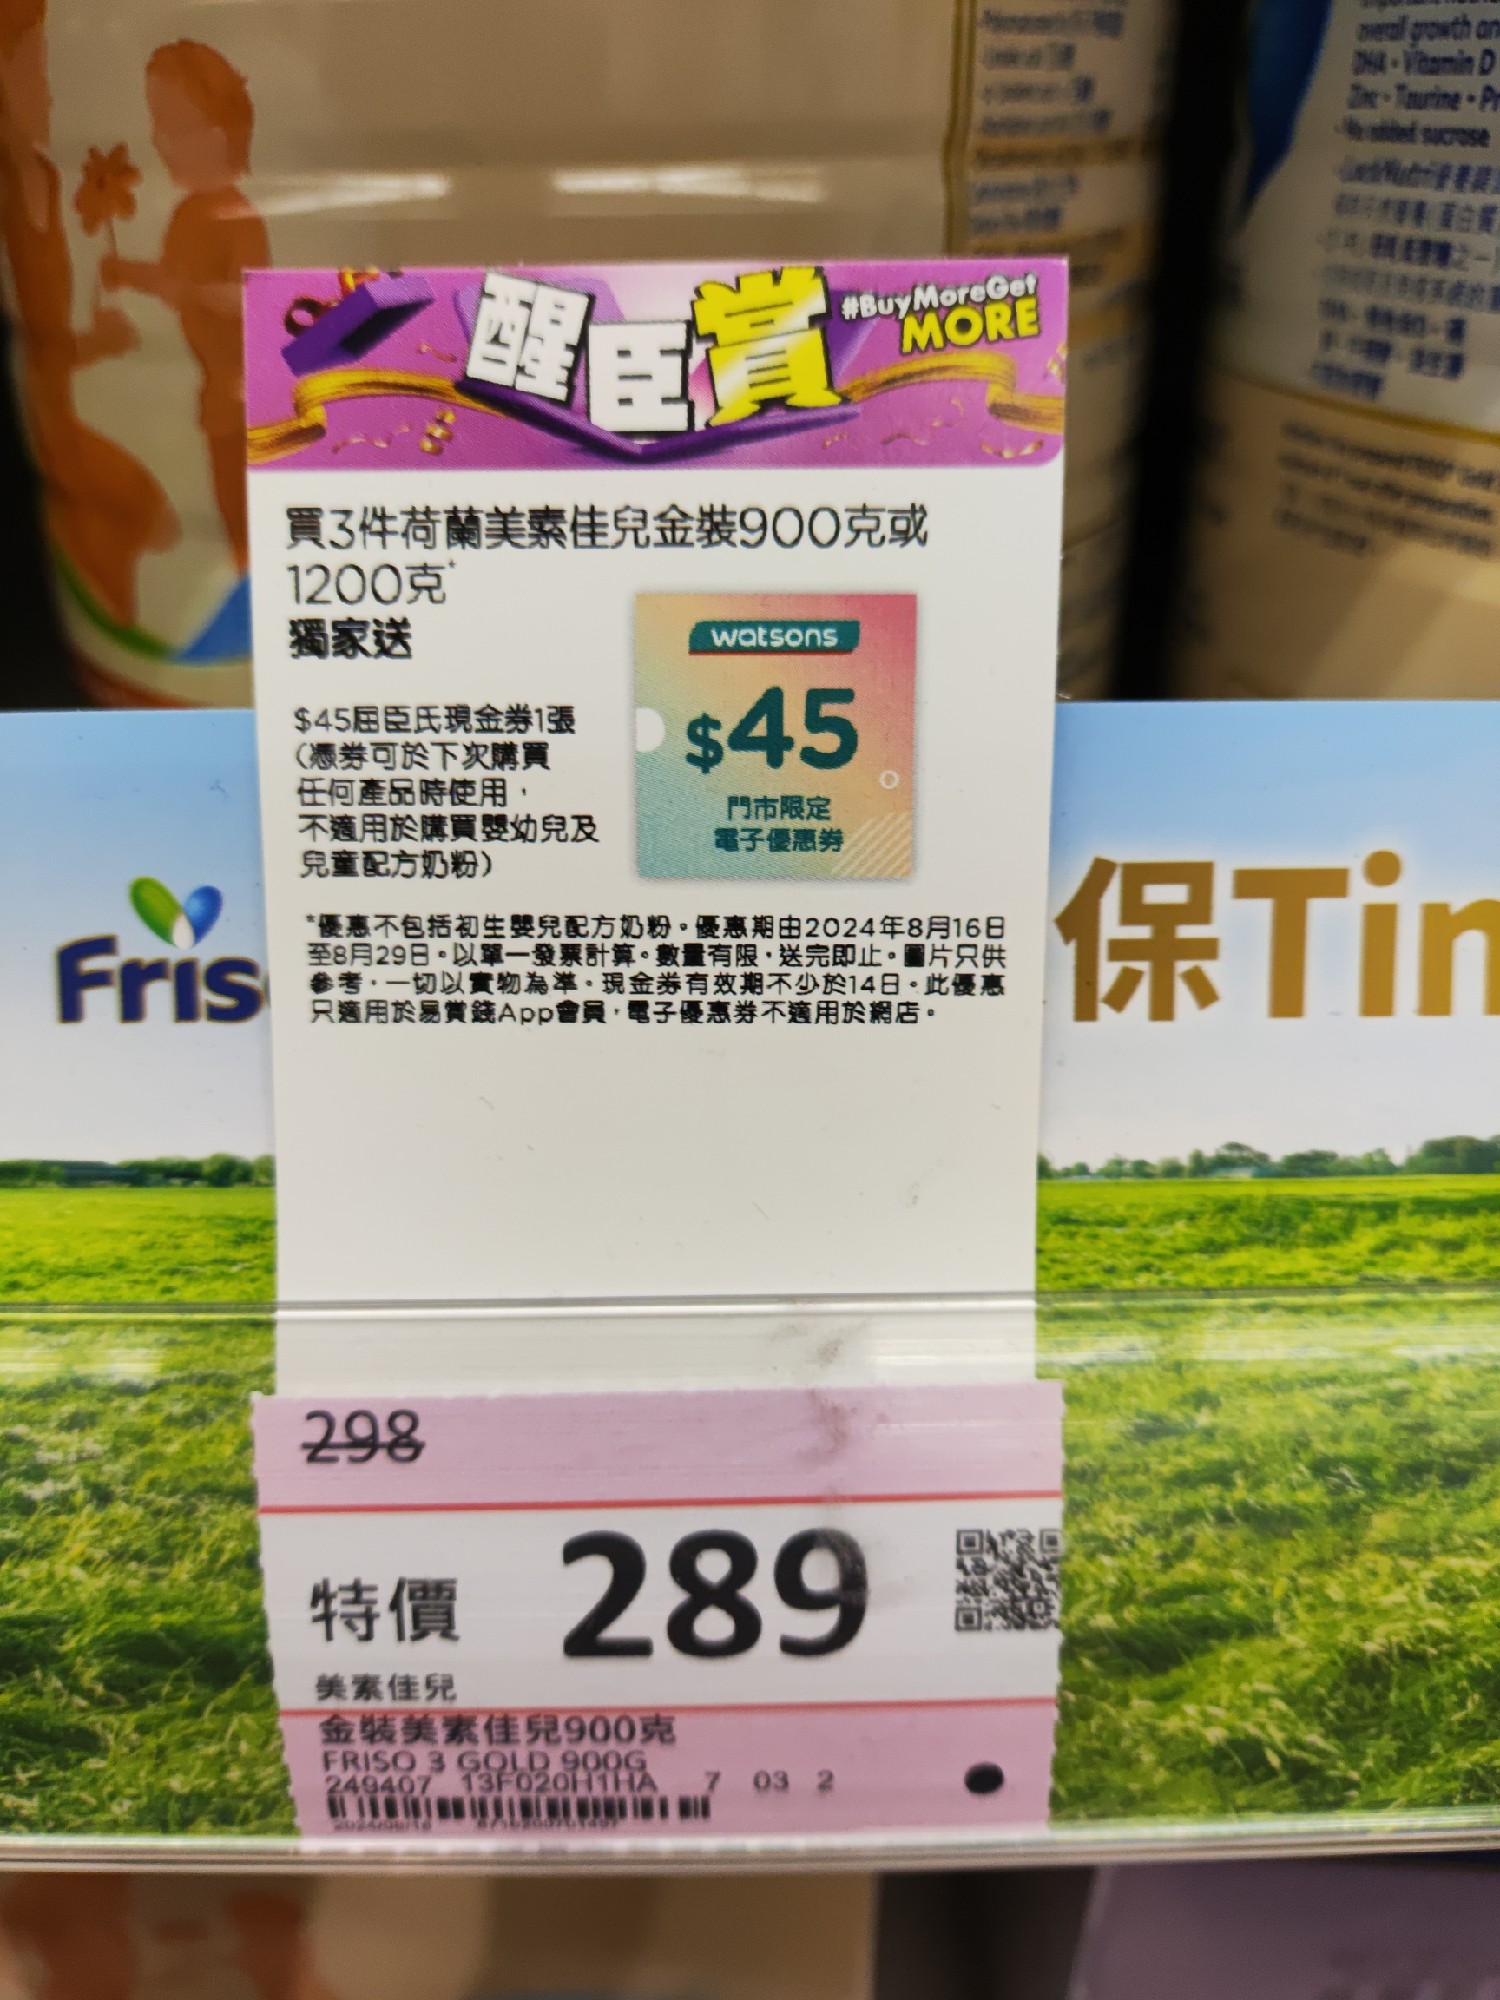 overall growth an
DHA • Vitamin D
Zinc • Taurine • Pr
No added sucrose
醒臣賞
#BuyMoreGet
MORE
買3件荷蘭美素佳兒金裝900克或
1200克*
獨家送
$45屈臣氏現金券1張
(憑券可於下次購買
任何產品時使用，
不適用於購買嬰幼兒及
兒童配方奶粉)
watsons
$45
門市限定
電子優惠券
*優惠不包括初生嬰兒配方奶粉。優惠期由2024年8月16日
至8月29日。以單一發票計算。數量有限，送完即止。圖片只供
參考，一切以實物為準。現金券有效期不少於14日。此優惠
只適用於易賞錢App會員，電子優惠券不適用於網店。
Fris
保Tin
298
特價 289
美素佳兒
金裝美素佳兒900克
FRISO 3 GOLD 900G
249407 13F020H1HA 7 03 2